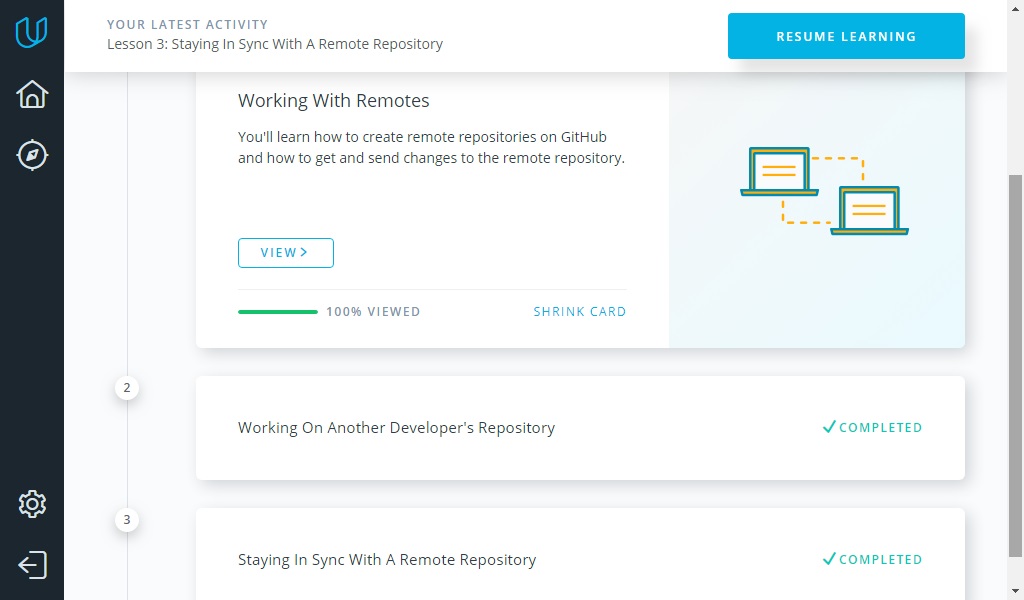 YOUR LATEST ACTIVITY
Lesson 3: Staying In Sync With A Remote Repository
RESUME LEARNING
Working With Remotes
You'll learn how to create remote repositories on GitHub
and how to get and send changes to the remote repository.
VIEW
100% VIEWED
SHRINK CARD
2
Working On Another Developer's Repository
COMPLETED
3
Staying In Sync With A Remote Repository
COMPLETED